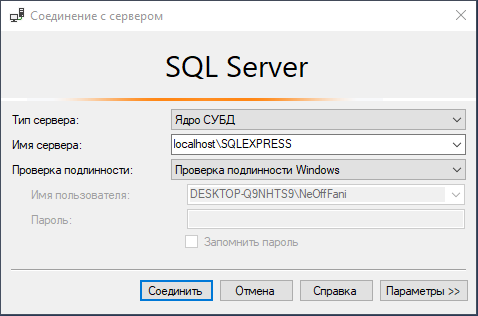 Соединение с сервером
SQL Server
Тип сервера: Ядро СУБД
Имя сервера: localhost\SQLEXPRESS
Проверка подлинности: Проверка подлинности Windows
Имя пользователя: DESKTOP-Q9NHTS9\NeOffFani
Пароль:
Запомнить пароль
Соединить Отмена Справка Параметры >>